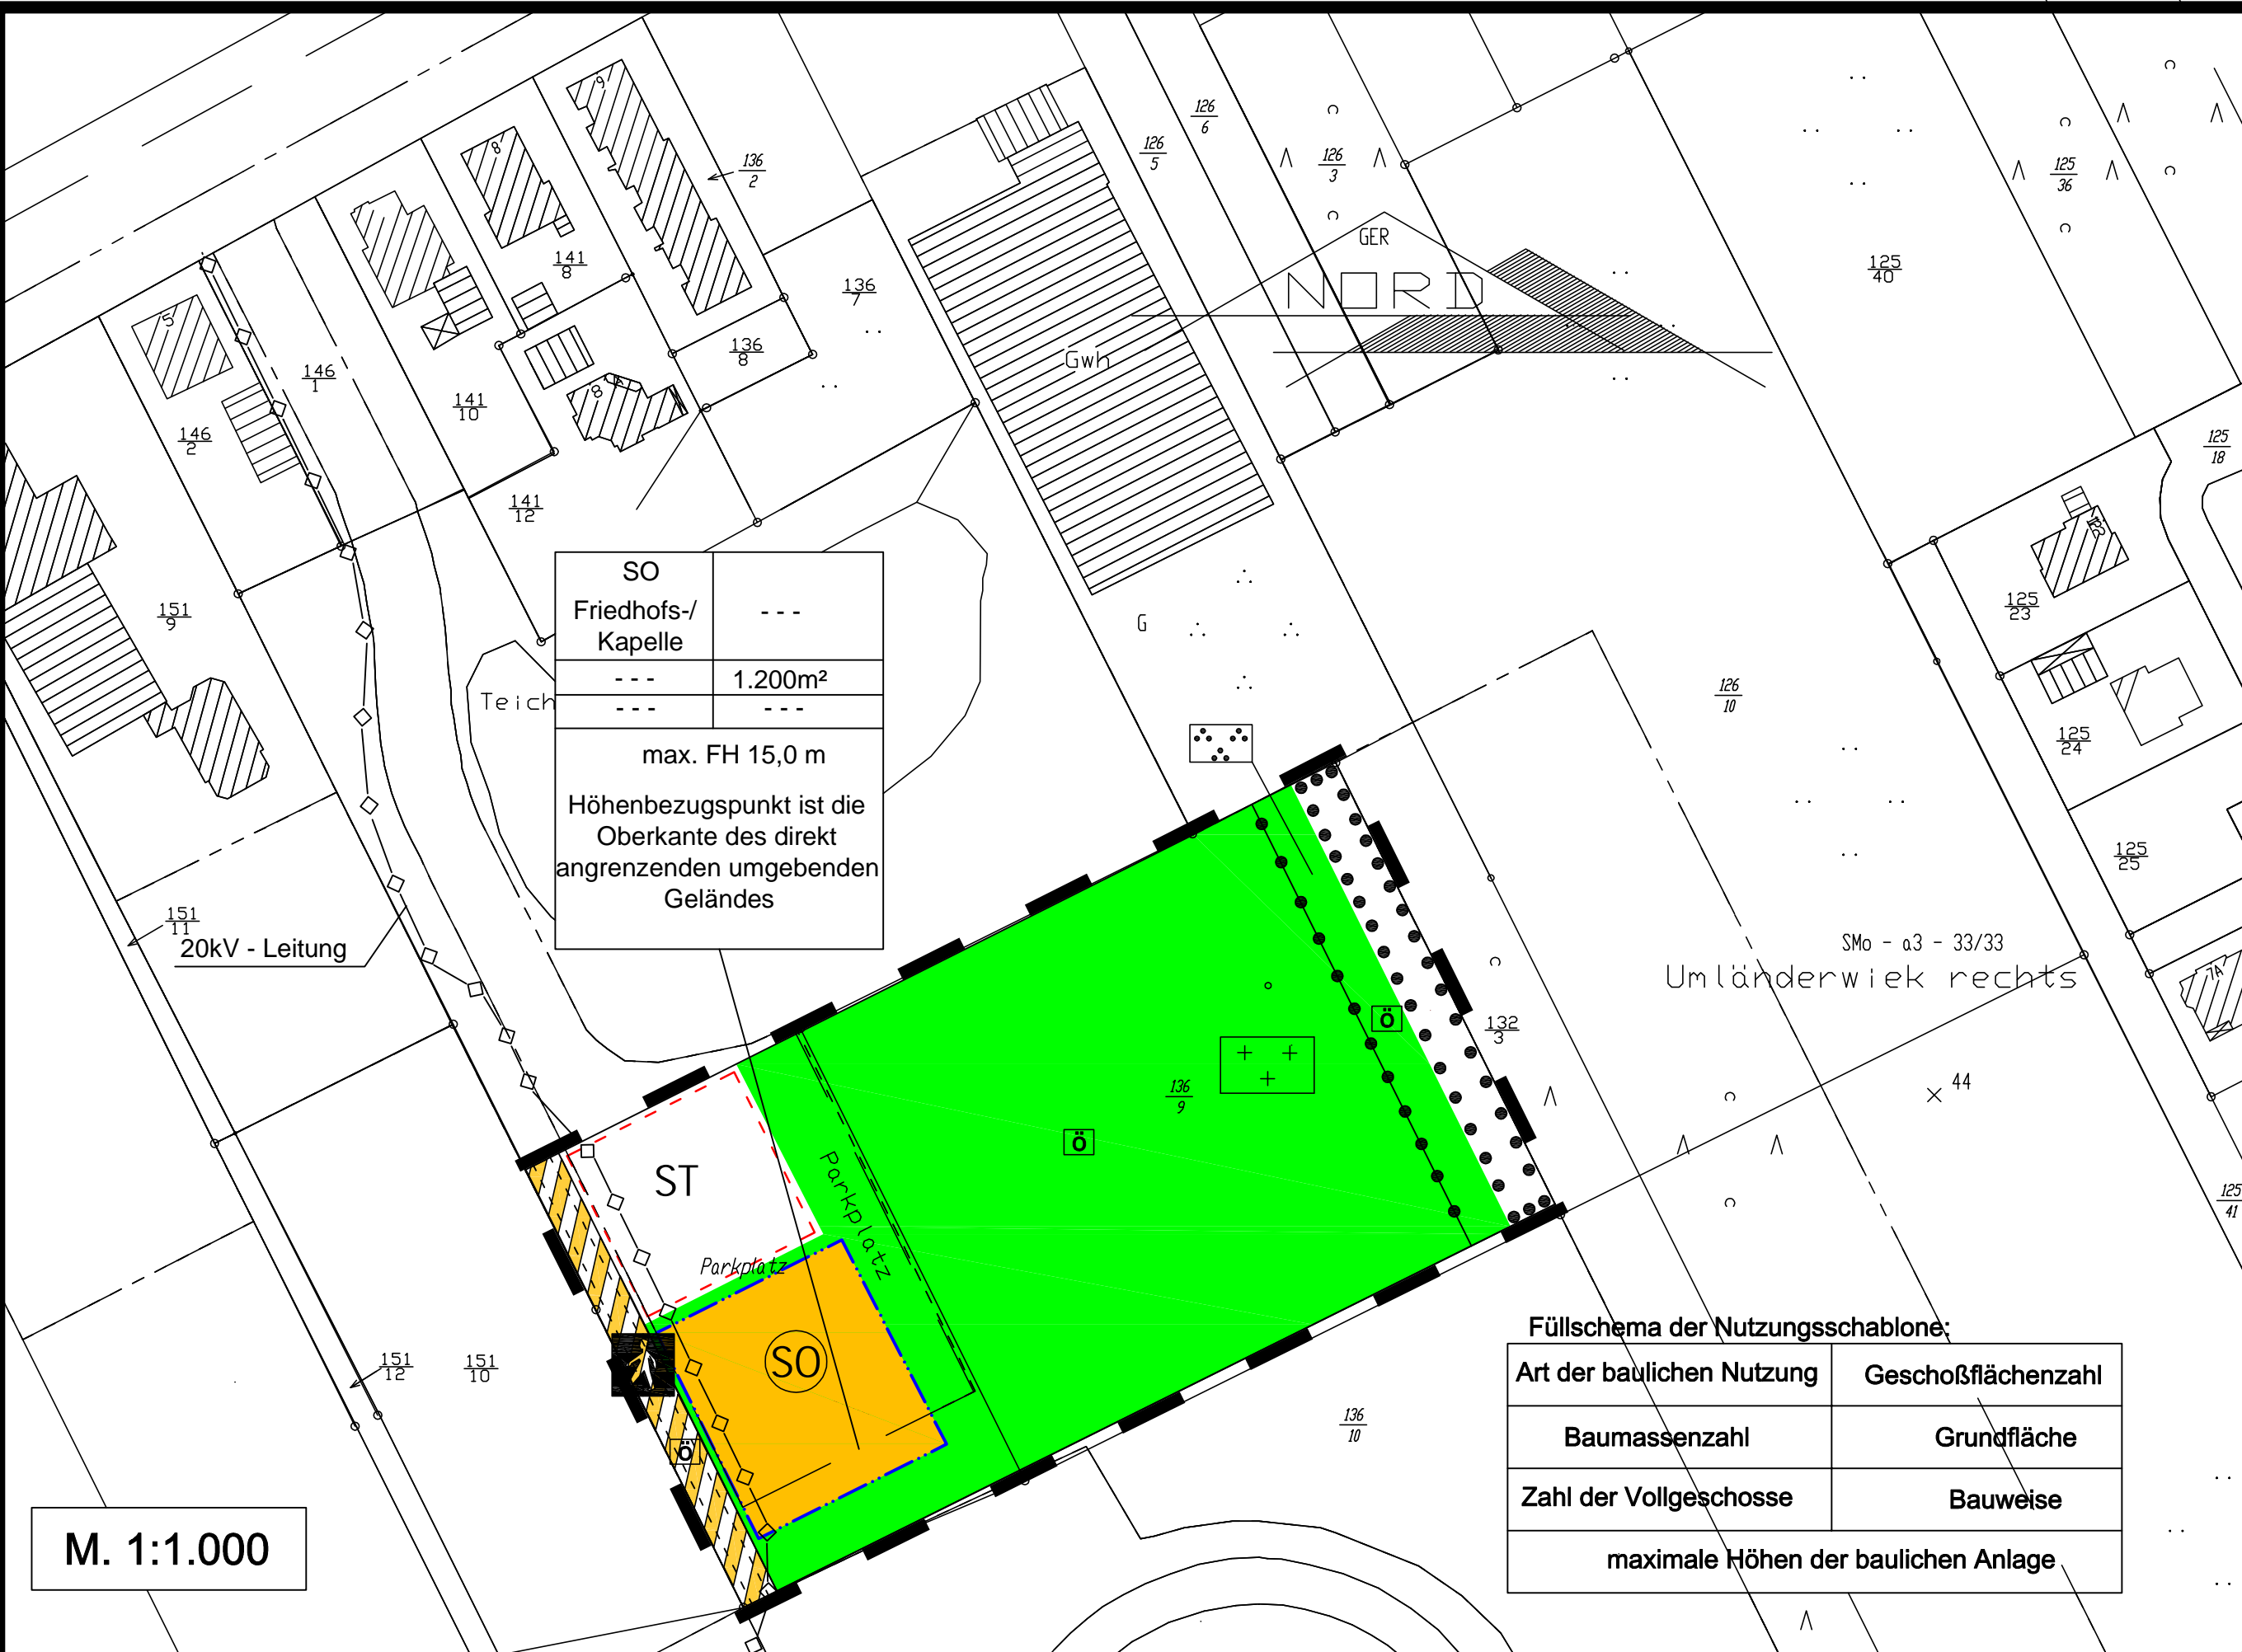 9
8
136
2
126
6
126
5
126
3
125
36
GER
NORD
125
40
141
8
136
7
5
146
1
136
8
Gwh
141
10
8
146
2
125
18
141
12
SO
Friedhofs-/
Kapelle
- - -
- - -
1.200m²
- - -
- - -
max. FH 15,0 m
Höhenbezugspunkt ist die
Oberkante des direkt
angrenzenden umgebenden
Geländes
151
9
G
125
23
Teich
126
10
125
24
125
25
151
11
20kV - Leitung
SMo - a3 - 33/33
Umländerwiek rechts
7A
Ö
132
3
136
9
44
Ö
ST
Parkplatz
125
41
Parkplatz
SO
151
12
151
10
Ö
136
10
Füllschema der Nutzungsschablone:
Art der baulichen Nutzung
Geschoßflächenzahl
Baumassenzahl
Grundfläche
Zahl der Vollgeschosse
Bauweise
maximale Höhen der baulichen Anlage
M. 1:1.000